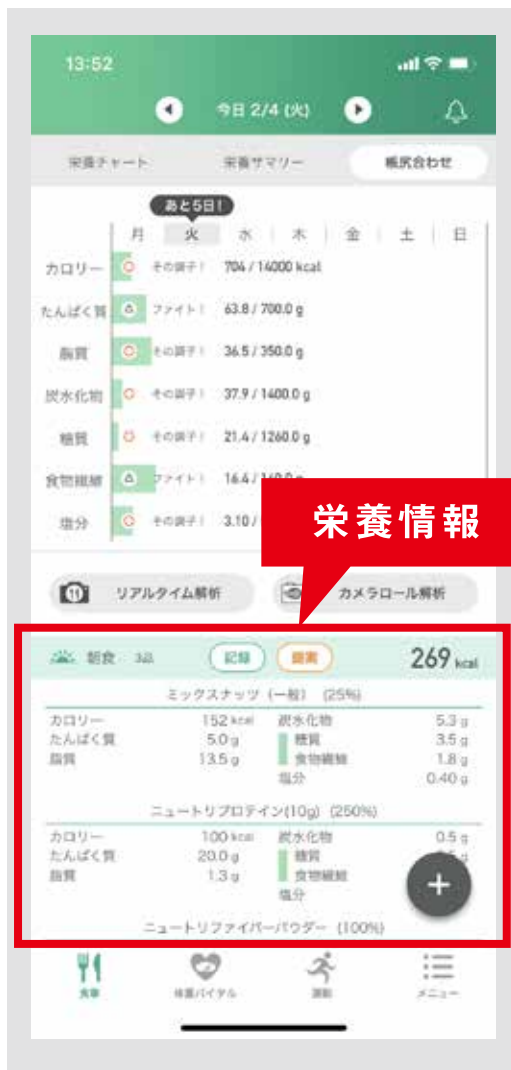 13:52
今日 2/4 (火)
栄養チャート 栄養サマリー 帳尻合わせ
あと5日!
月 火 水 木 金 土 日
カロリー その調子! 704 / 14000 kcal
たんぱく質 ファイト! 63.8 / 700.0 g
脂質 その調子! 36.5 / 350.0 g
炭水化物 その調子! 37.9 / 1400.0 g
糖質 その調子! 21.4 / 1260.0 g
食物繊維 ファイト! 16.4 /
塩分 その調子! 3.10 /
栄養情報
リアルタイム解析 カメラロール解析
朝食 3品 記録 269 kcal
ミックスナッツ (一般) (25%)
カロリー 152 kcal 炭水化物 5.3 g
たんぱく質 5.0 g 糖質 3.5 g
脂質 13.5 g 食物繊維 1.8 g
塩分 0.40 g
ニュートリプロテイン(10g) (250%)
カロリー 100 kcal 炭水化物 0.5 g
たんぱく質 20.0 g 糖質
脂質 1.3 g 食物繊維
塩分
ニュートリファイバーパウダー (100%)
食事 体重バイタル 運動 メニュー